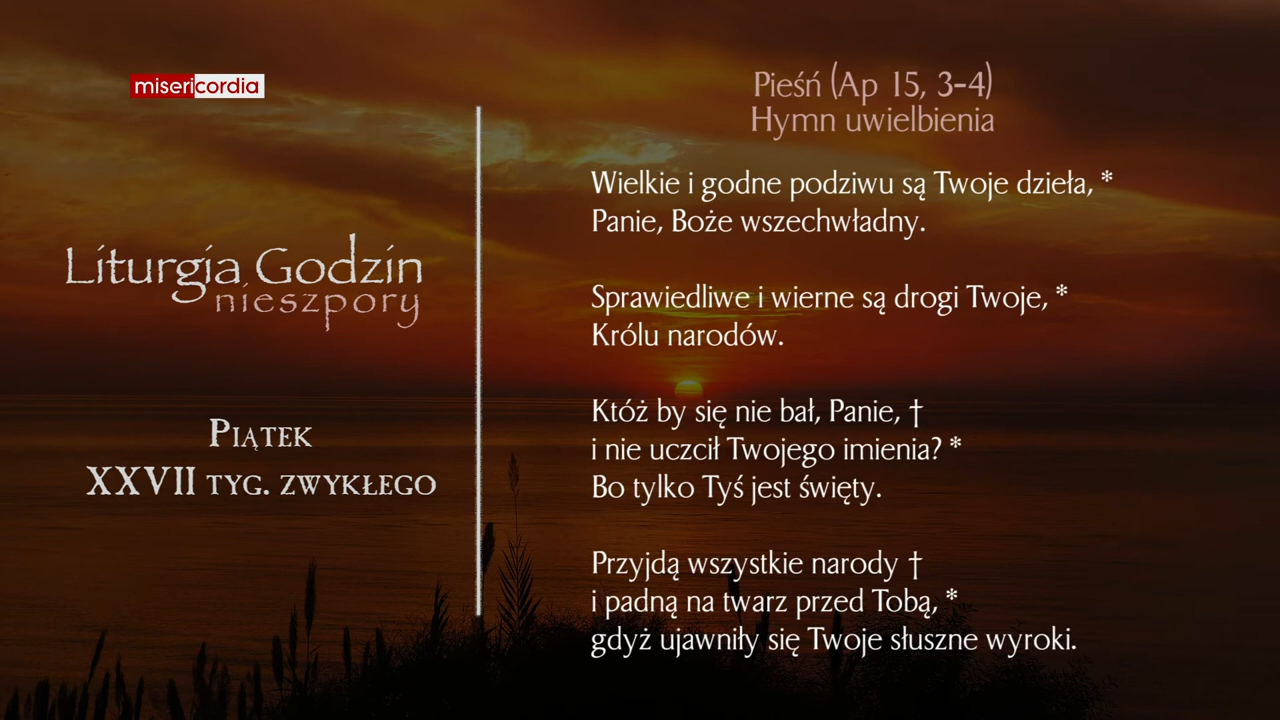 misericordia
Liturgia Godzin
nieszpory
Piątek
XXVII tyg. zwykłego
Pieśń (Ap 15, 3-4)
Hymn uwielbienia
Wielkie i godne podziwu są Twoje dzieła, *
Panie, Boże wszechwładny.
Sprawiedliwe i wierne są drogi Twoje, *
Królu narodów.
Któż by się nie bał, Panie, †
i nie uczcił Twojego imienia? *
Bo tylko Tyś jest święty.
Przyjdą wszystkie narody †
i padną na twarz przed Tobą, *
gdyż ujawniły się Twoje słuszne wyroki.